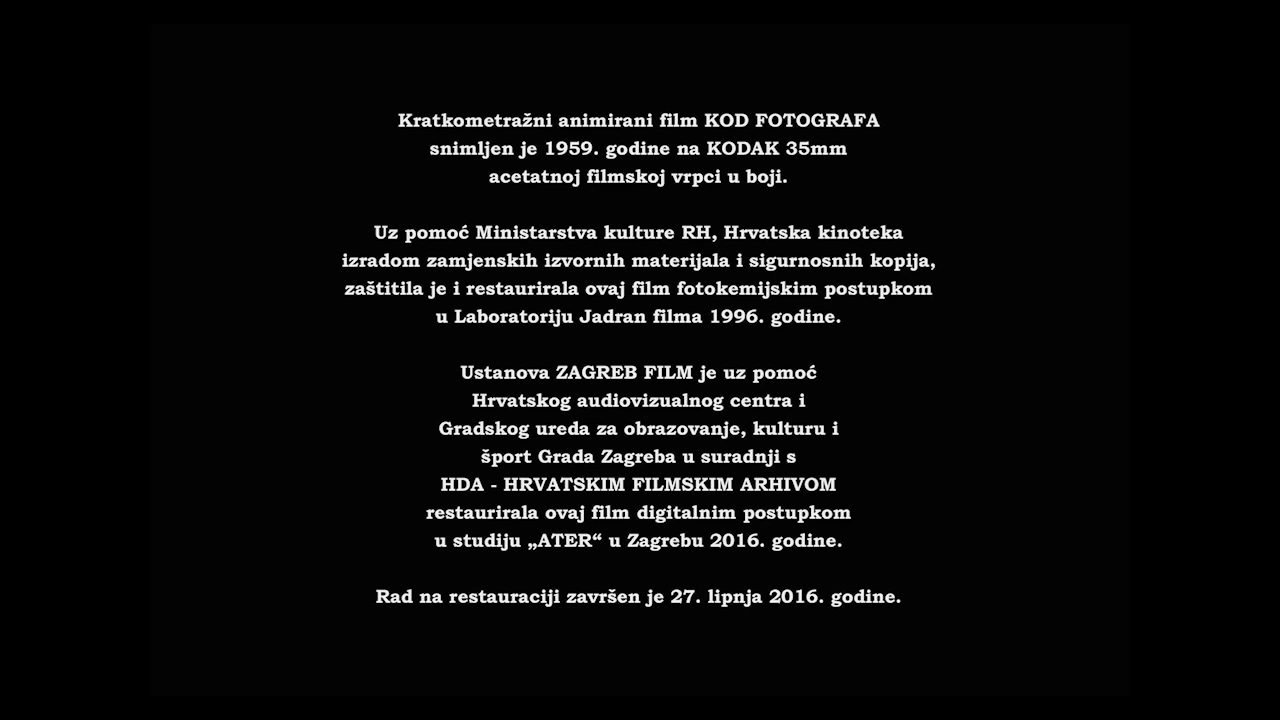 Kratkometražni animirani film KOD FOTOGRAFA
snimljen je 1959. godine na KODAK 35mm
acetatnoj filmskoj vrpci u boji.
Uz pomoć Ministarstva kulture RH, Hrvatska kinoteka
izradom zamjenskih izvornih materijala i sigurnosnih kopija,
zaštitila je i restaurirala ovaj film fotokemijskim postupkom
u Laboratoriju Jadran filma 1996. godine.
Ustanova ZAGREB FILM je uz pomoć
Hrvatskog audiovizualnog centra i
Gradskog ureda za obrazovanje, kulturu i
šport Grada Zagreba u suradnji s
HDA - HRVATSKIM FILMSKIM ARHIVOM
restaurirala ovaj film digitalnim postupkom
u studiju „ATER“ u Zagrebu 2016. godine.
Rad na restauraciji završen je 27. lipnja 2016. godine.